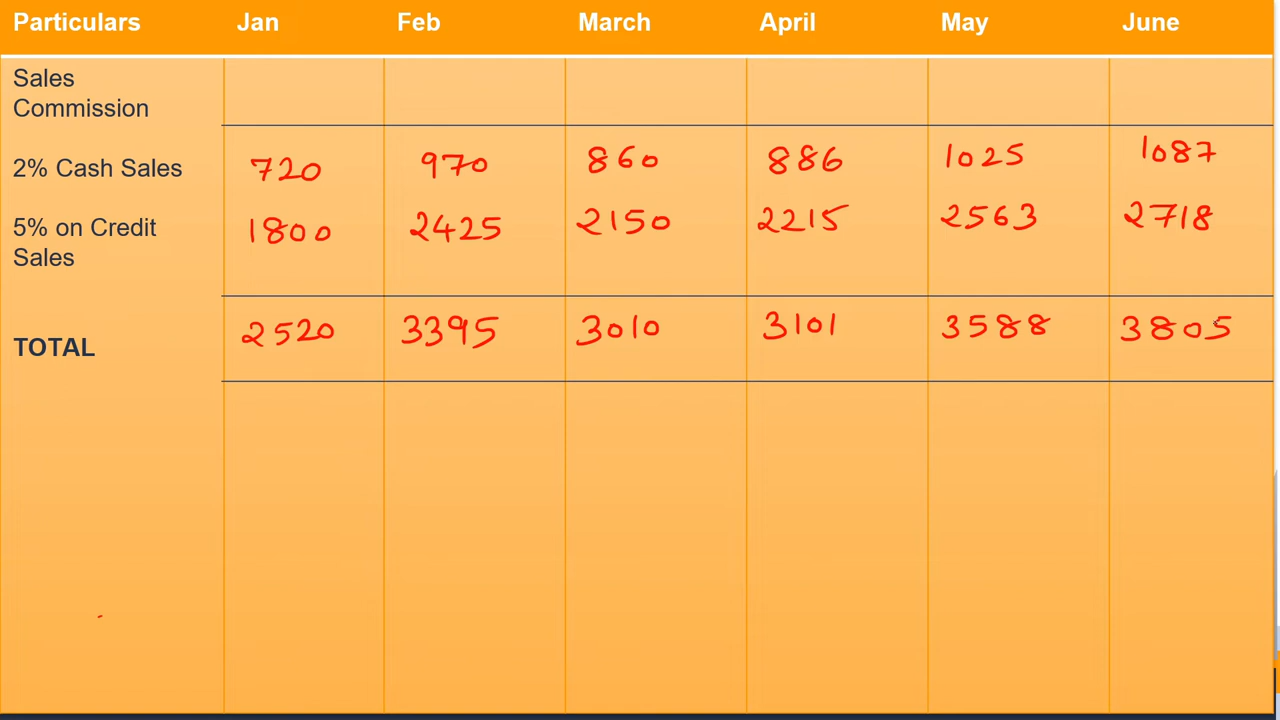 Particulars Jan Feb March April May June
Sales
Commission
2% Cash Sales 720 970 860 886 1025 1087
5% on Credit 1800 2425 2150 2215 2563 2718
Sales
TOTAL 2520 3395 3010 3101 3588 3805